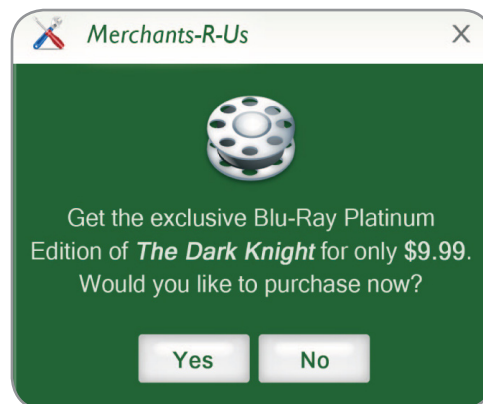 Merchants-R-Us X
Get the exclusive Blu-Ray Platinum
Edition of The Dark Knight for only $9.99.
Would you like to purchase now?
Yes No